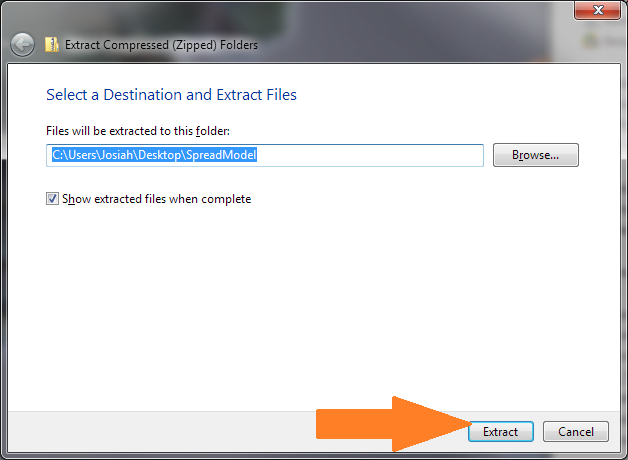 Extract Compressed (Zipped) Folders
Select a Destination and Extract Files
Files will be extracted to this folder:
C:\Users\Josiah\Desktop\SpreadModel
Browse...
Show extracted files when complete
Extract
Cancel